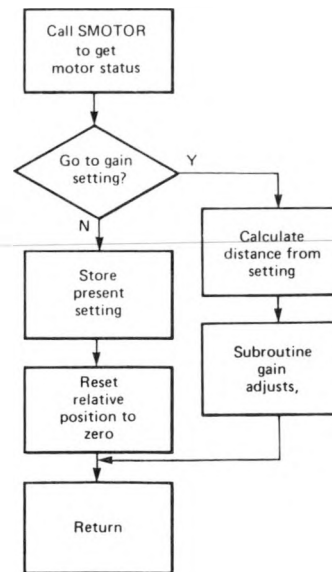 Call SMOTOR
to get
motor status
Go to gain
setting?
Y
N
Calculate
distance from
setting
Store
present
setting
Subroutine
gain
adjusts,
Reset
relative
position to
zero
Return